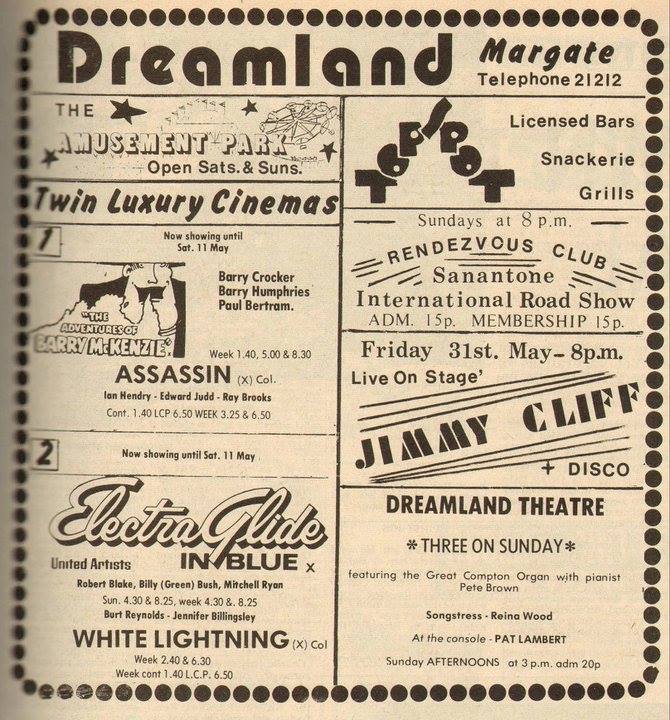 Dreamland
Margate
Telephone 21212
THE
AMUSEMENT PARK
Open Sats. & Suns.
Twin Luxury Cinemas
1
Now showing until
Sat. 11 May
"THE
ADVENTURES OF
BARRY McKENZIE"
Barry Crocker
Barry Humphries
Paul Bertram.
Week 1.40, 5.00 & 8.30
ASSASSIN (X) Col.
Ian Hendry - Edward Judd - Ray Brooks
Cont. 1.40 LCP 6.50 WEEK 3.25 & 6.50
2
Now showing until Sat. 11 May
Electra Glide
United Artists
IN BLUE X
Robert Blake, Billy (Green) Bush, Mitchell Ryan
Sun. 4.30 & 8.25, week 4.30 &. 8.25
Burt Reynolds - Jennifer Billingsley
WHITE LIGHTNING (X) Col
Week 2.40 & 6.30
Week cont 1.40 L.C.P. 6.50
TOP SPOT
Licensed Bars
Snackerie
Grills
Sundays at 8 p.m.
RENDEZVOUS CLUB
Sanantone
International Road Show
ADM. 15p. MEMBERSHIP 15p.
Friday 31st. May- 8p.m.
Live On Stage'
JIMMY CLIFF
+ DISCO
DREAMLAND THEATRE
*THREE ON SUNDAY*
featuring the Great Compton Organ with pianist
Pete Brown
Songstress - Reina Wood
At the console - PAT LAMBERT
Sunday AFTERNOONS at 3 p.m. adm 20p